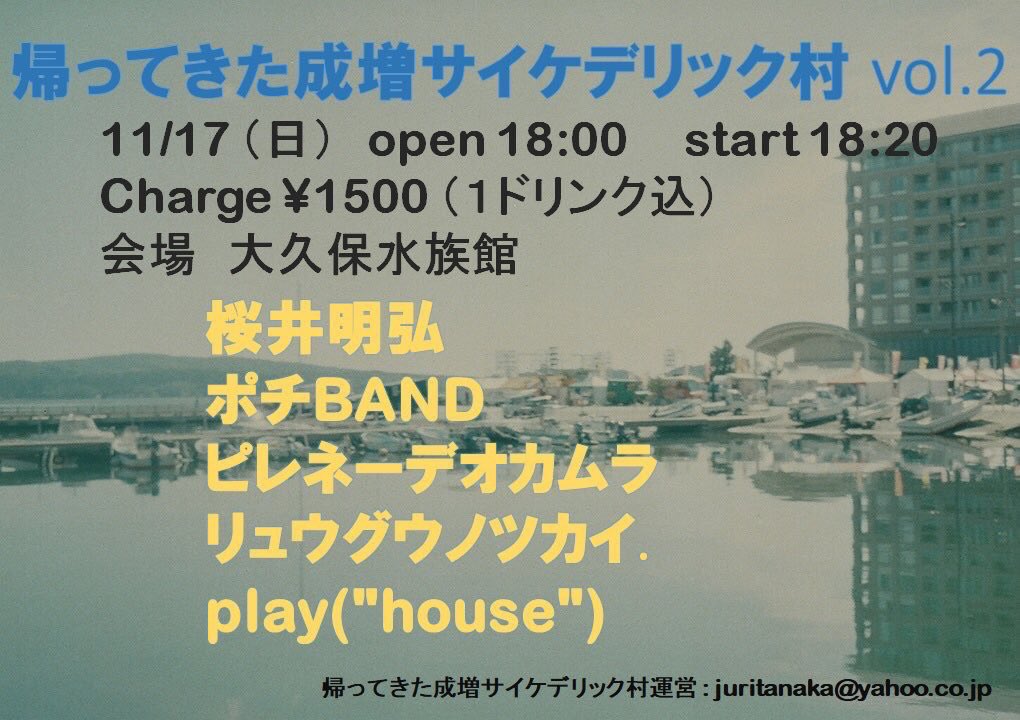 帰ってきた成増サイケデリック村 vol.2
11/17（日） open 18:00 start 18:20
Charge ¥1500（1ドリンク込）
会場 大久保水族館
桜井明弘
ポチBAND
ピレネーデオカムラ
リュウグウノツカイ.
play("house")
帰ってきた成増サイケデリック村運営：juritanaka@yahoo.co.jp